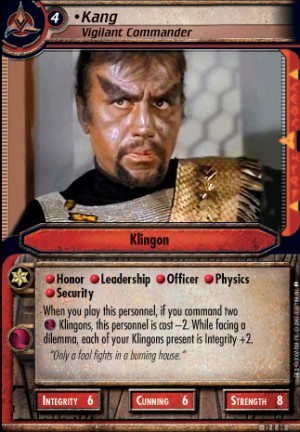 4
•Kang
Vigilant Commander
Klingon
Honor Leadership Officer Physics
Security
When you play this personnel, if you command two
Klingons, this personnel is cost -2. While facing a
dilemma, each of your Klingons present is Integrity +2.
"Only a fool fights in a burning house."
INTEGRITY 6 CUNNING 6 STRENGTH 8